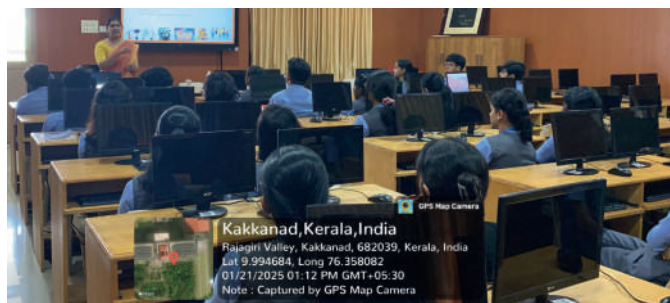 GPS Map Camera
Kakkanad,Kerala,India
Rajagiri Valley, Kakkanad, 682039, Kerala, India
Lat 9.994684, Long 76.358082
01/21/2025 01:12 PM GMT+05:30
Note : Captured by GPS Map Camera